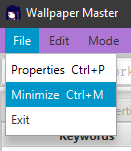 Wallpaper Master
File Edit Mode
Properties Ctrl+P
Minimize Ctrl+M
Exit
Keywords